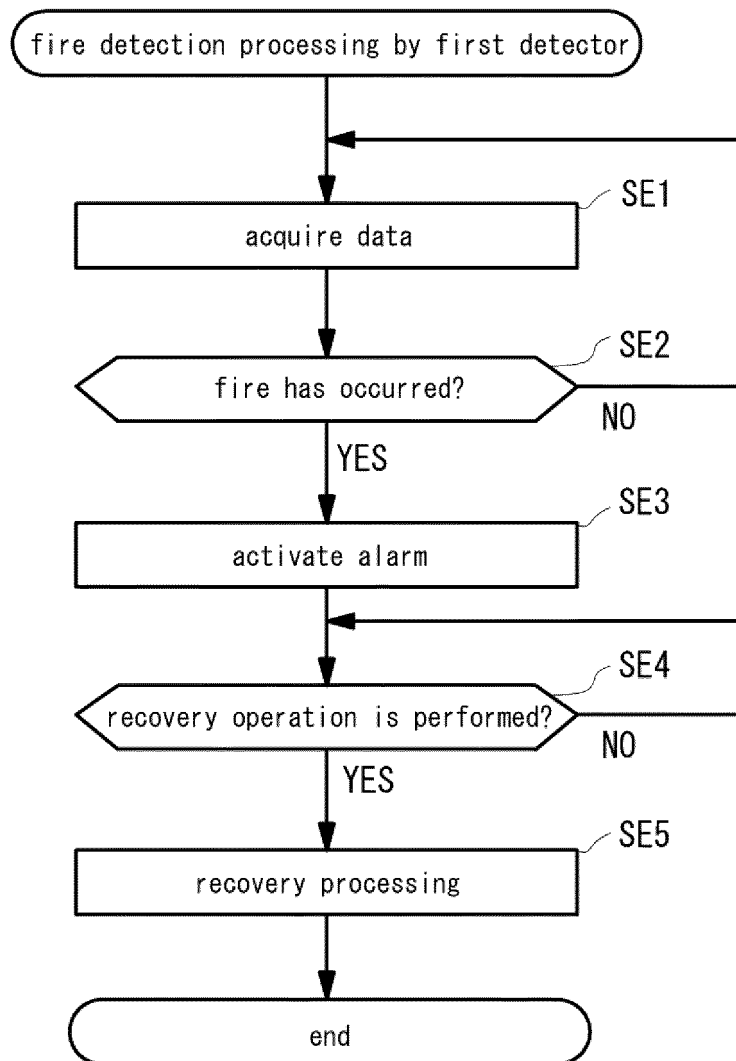 fire detection processing by first detector
SE1
acquire data
SE2
fire has occurred?
NO
YES
SE3
activate alarm
SE4
recovery operation is performed?
NO
YES
SE5
recovery processing
end